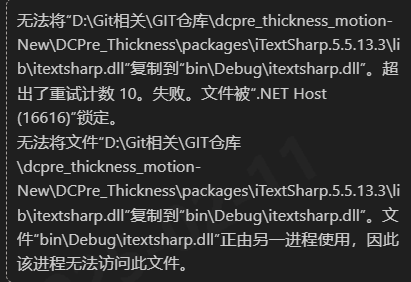 无法将“D:\Git相关\GIT仓库\dcpre_thickness_motion-
New\DCPre_Thickness\packages\iTextSharp.5.5.13.3\li
b\itextsharp.dll”复制到“bin\Debug\itextsharp.dll”。超
出了重试计数 10。失败。文件被“.NET Host
(16616)”锁定。
无法将文件“D:\Git相关\GIT仓库
\dcpre_thickness_motion-
New\DCPre_Thickness\packages\iTextSharp.5.5.13.3\li
b\itextsharp.dll”复制到“bin\Debug\itextsharp.dll”。文
件“bin\Debug\itextsharp.dll”正由另一进程使用，因此
该进程无法访问此文件。